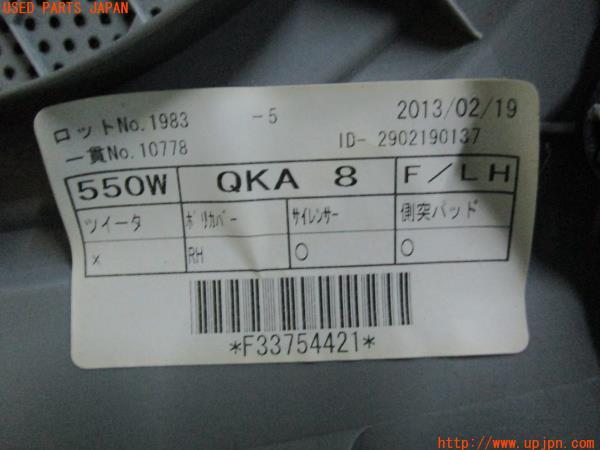 USED PARTS JAPAN
ロットNo.1983 -5 2013/02/19
一貫No.10778 ID- 2902190137
550W QKA 8 F/LH
ツイータ ﾎﾟﾘｶﾊﾞｰ ｻｲﾚﾝｻｰ 側突パッド
× RH ○ ○
*F33754421*
UPJ
http://www.upjpn.com/